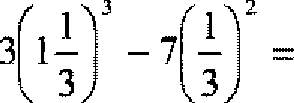 3(1 1/3)^3 − 7(1/3)^2 =